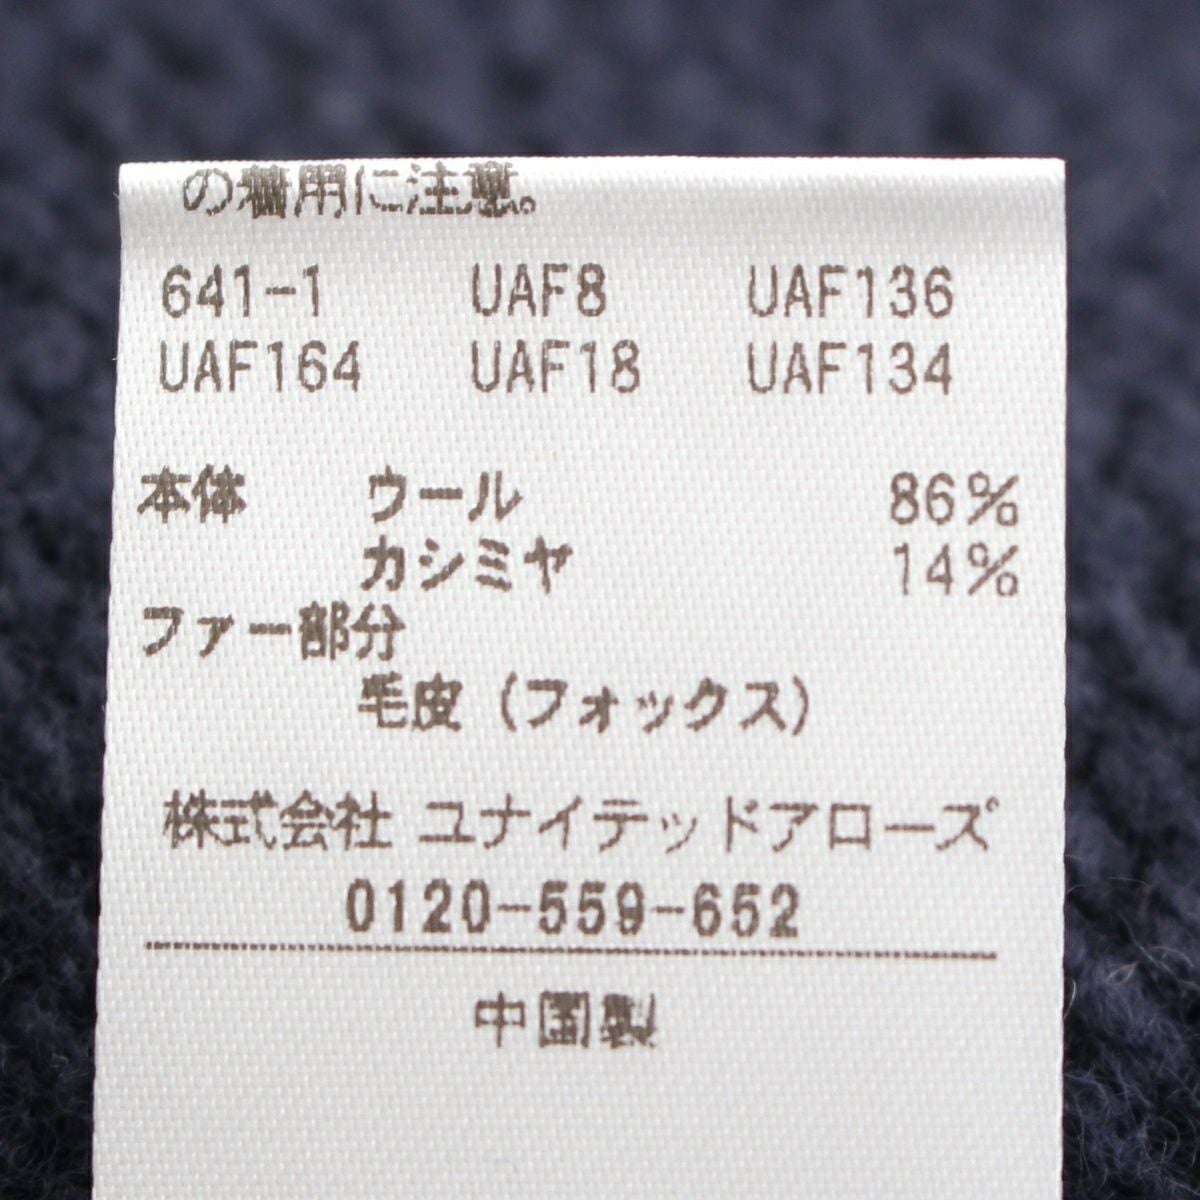 の着用に注意。
641-1 UAF8 UAF136
UAF164 UAF18 UAF134
本体 ウール 86%
カシミヤ 14%
ファー部分
毛皮（フォックス）
株式会社 ユナイテッドアローズ
0120-559-652
中国製